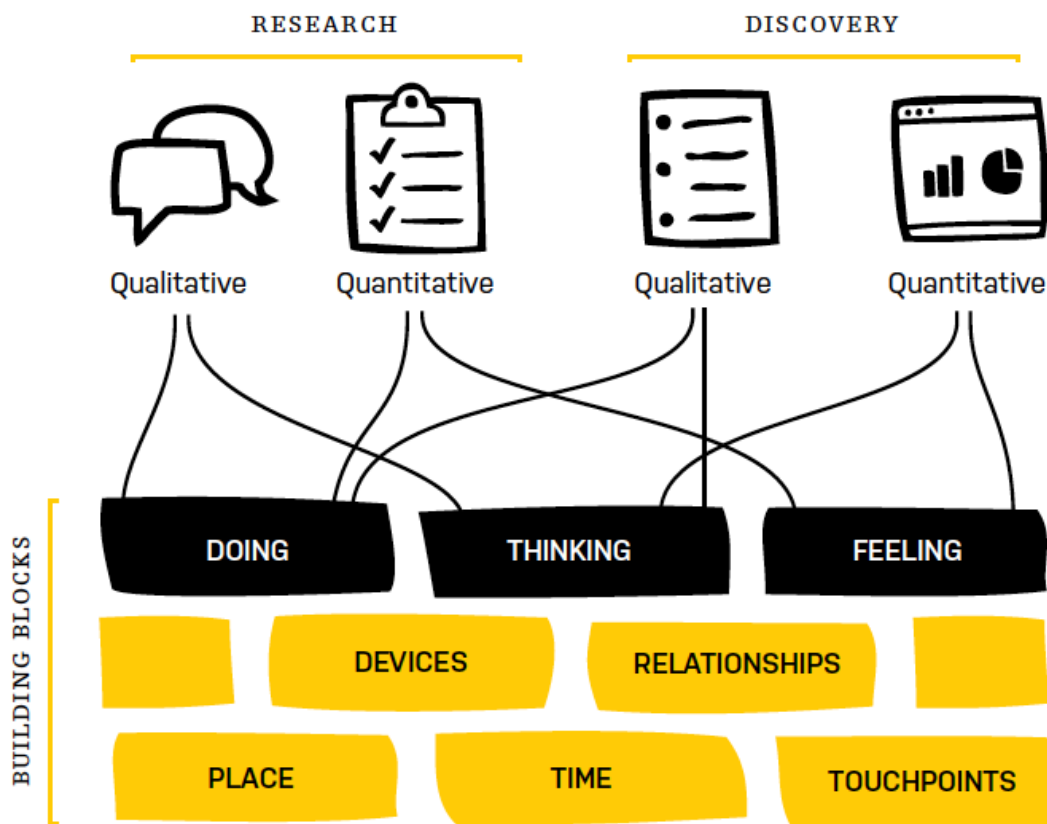 RESEARCH
DISCOVERY
Qualitative
Quantitative
Qualitative
Quantitative
BUILDING BLOCKS
DOING
THINKING
FEELING
DEVICES
RELATIONSHIPS
PLACE
TIME
TOUCHPOINTS